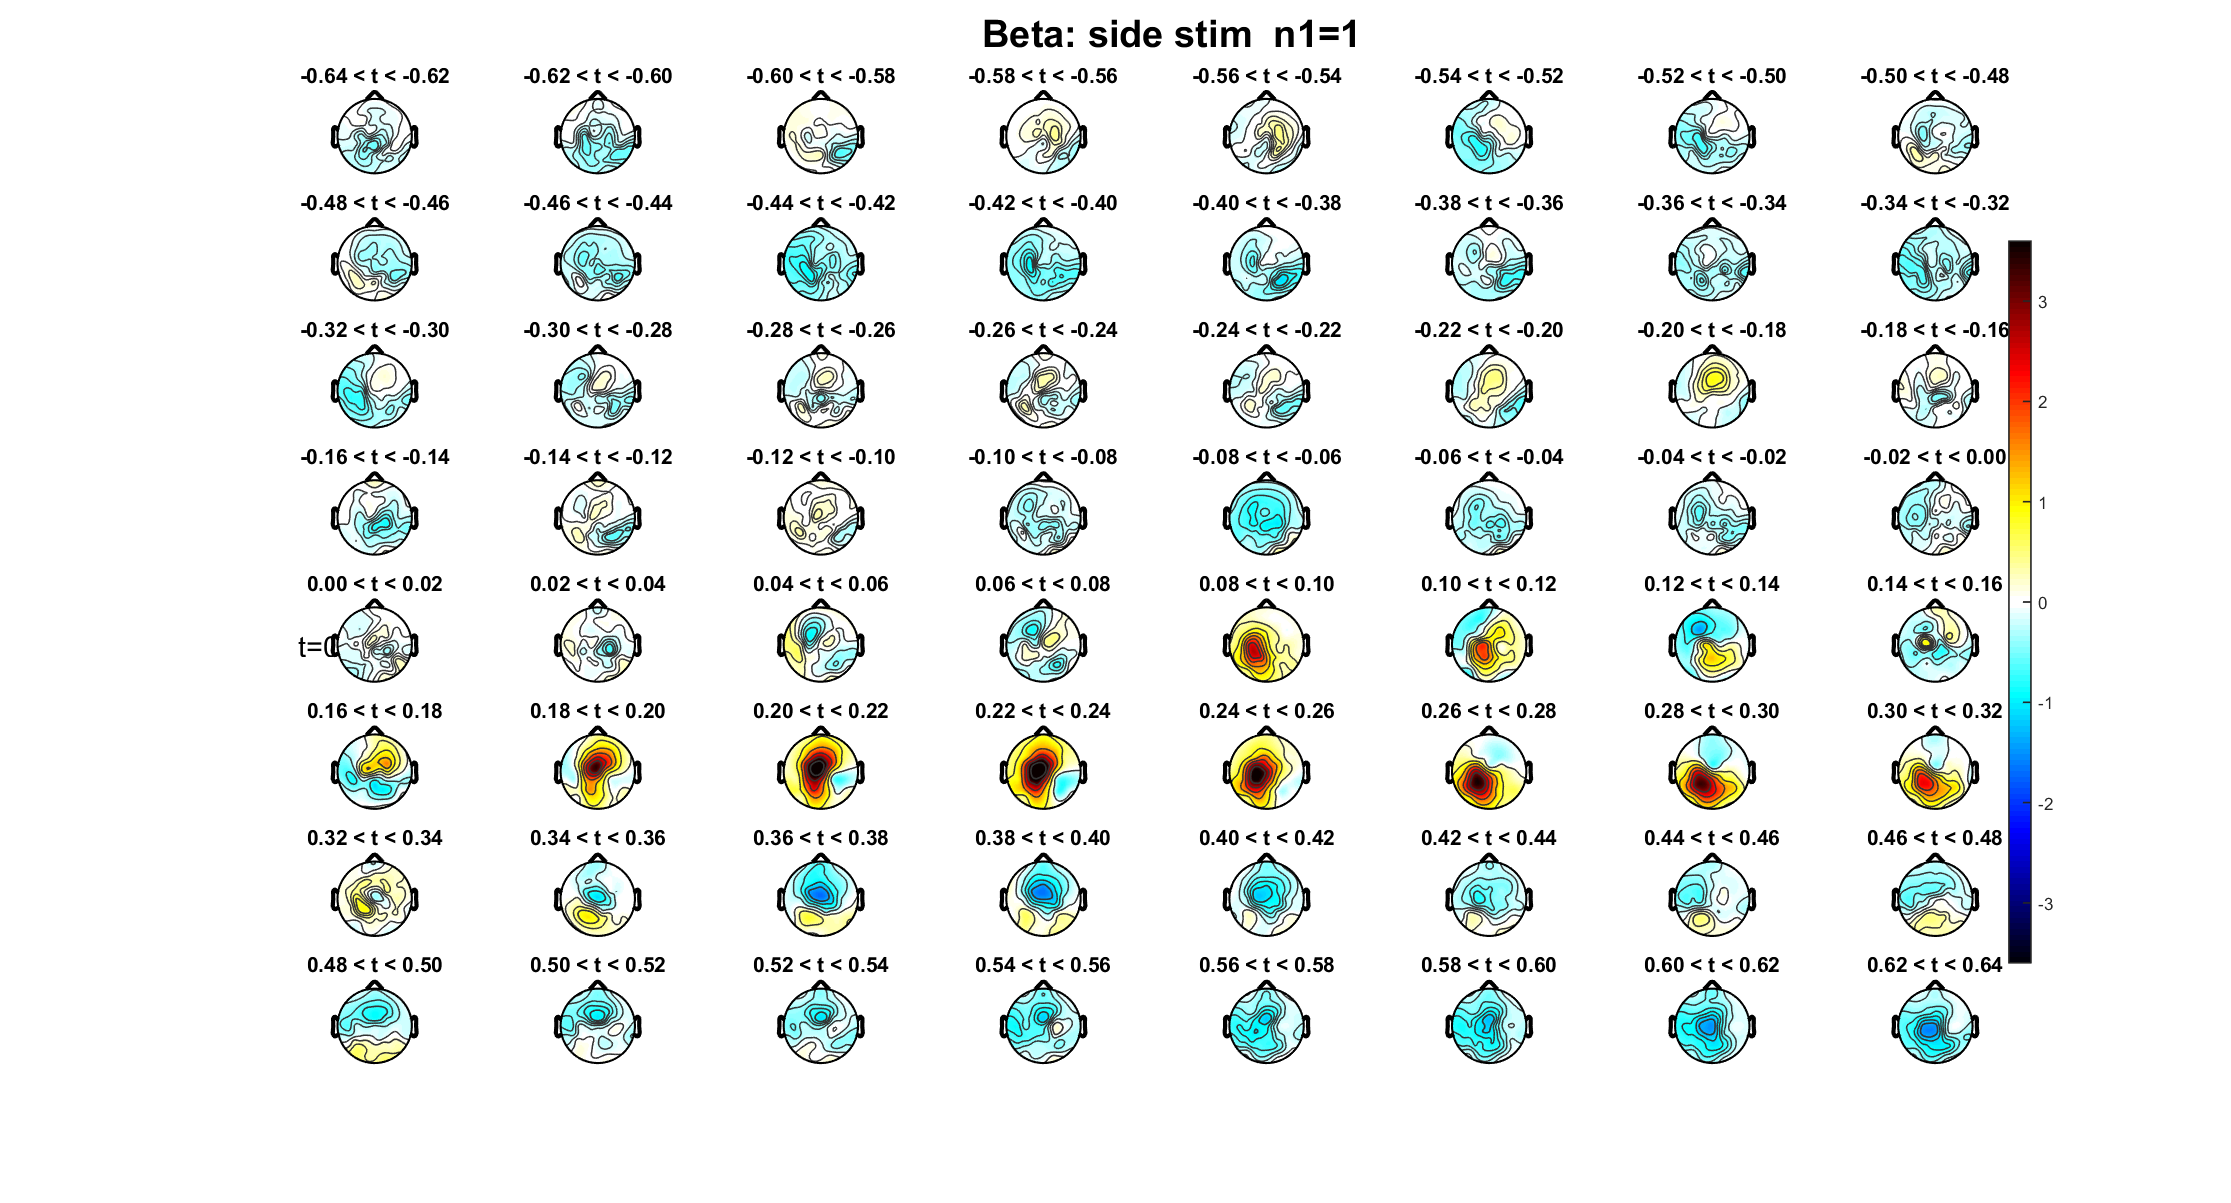 Beta: side stim  n1=1
-0.64 < t < -0.62
-0.62 < t < -0.60
-0.60 < t < -0.58
-0.58 < t < -0.56
-0.56 < t < -0.54
-0.54 < t < -0.52
-0.52 < t < -0.50
-0.50 < t < -0.48
-0.48 < t < -0.46
-0.46 < t < -0.44
-0.44 < t < -0.42
-0.42 < t < -0.40
-0.40 < t < -0.38
-0.38 < t < -0.36
-0.36 < t < -0.34
-0.34 < t < -0.32
-0.32 < t < -0.30
-0.30 < t < -0.28
-0.28 < t < -0.26
-0.26 < t < -0.24
-0.24 < t < -0.22
-0.22 < t < -0.20
-0.20 < t < -0.18
-0.18 < t < -0.16
-0.16 < t < -0.14
-0.14 < t < -0.12
-0.12 < t < -0.10
-0.10 < t < -0.08
-0.08 < t < -0.06
-0.06 < t < -0.04
-0.04 < t < -0.02
-0.02 < t < 0.00
0.00 < t < 0.02
0.02 < t < 0.04
0.04 < t < 0.06
0.06 < t < 0.08
0.08 < t < 0.10
0.10 < t < 0.12
0.12 < t < 0.14
0.14 < t < 0.16
t=0
0.16 < t < 0.18
0.18 < t < 0.20
0.20 < t < 0.22
0.22 < t < 0.24
0.24 < t < 0.26
0.26 < t < 0.28
0.28 < t < 0.30
0.30 < t < 0.32
0.32 < t < 0.34
0.34 < t < 0.36
0.36 < t < 0.38
0.38 < t < 0.40
0.40 < t < 0.42
0.42 < t < 0.44
0.44 < t < 0.46
0.46 < t < 0.48
0.48 < t < 0.50
0.50 < t < 0.52
0.52 < t < 0.54
0.54 < t < 0.56
0.56 < t < 0.58
0.58 < t < 0.60
0.60 < t < 0.62
0.62 < t < 0.64
3
2
1
0
-1
-2
-3